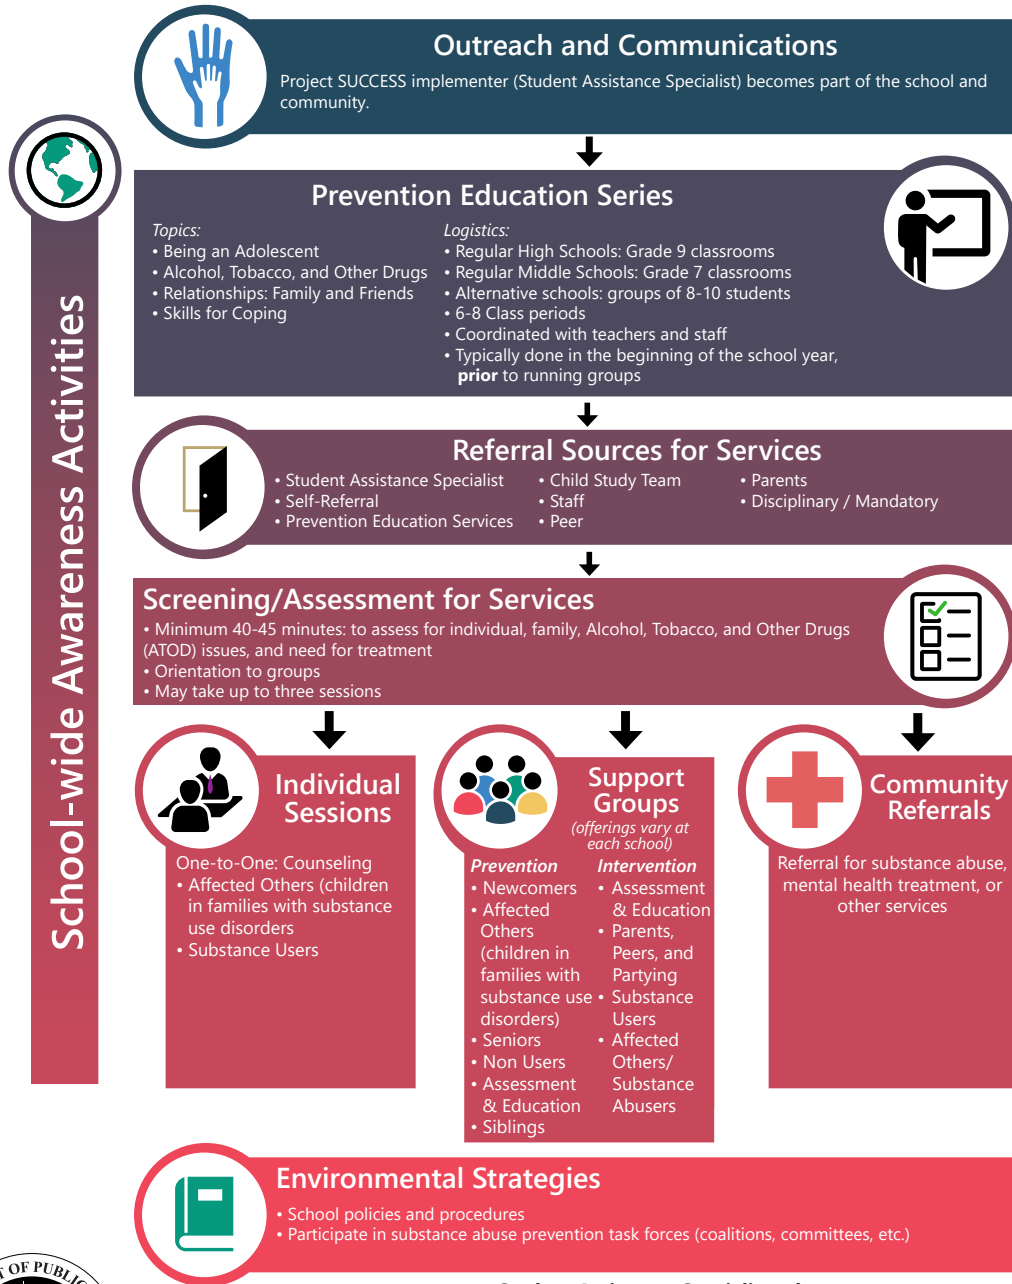 Outreach and Communications
Project SUCCESS implementer (Student Assistance Specialist) becomes part of the school and
community.
School-wide Awareness Activities
Prevention Education Series
Topics:
• Being an Adolescent
• Alcohol, Tobacco, and Other Drugs
• Relationships: Family and Friends
• Skills for Coping
Logistics:
• Regular High Schools: Grade 9 classrooms
• Regular Middle Schools: Grade 7 classrooms
• Alternative schools: groups of 8-10 students
• 6-8 Class periods
• Coordinated with teachers and staff
• Typically done in the beginning of the school year,
prior to running groups
Referral Sources for Services
• Student Assistance Specialist
• Self-Referral
• Prevention Education Services
• Child Study Team
• Staff
• Peer
• Parents
• Disciplinary / Mandatory
Screening/Assessment for Services
• Minimum 40-45 minutes: to assess for individual, family, Alcohol, Tobacco, and Other Drugs
(ATOD) issues, and need for treatment
• Orientation to groups
• May take up to three sessions
Individual
Sessions
One-to-One: Counseling
• Affected Others (children
in families with substance
use disorders
• Substance Users
Support
Groups
(offerings vary at
each school)
Prevention
• Newcomers
• Affected
Others
(children in
families with
substance use
disorders)
• Seniors
• Non Users
• Assessment
& Education
• Siblings
Intervention
• Assessment
& Education
• Parents,
Peers, and
Partying
• Substance
Users
• Affected
Others/
Substance
Abusers
Community
Referrals
Referral for substance abuse,
mental health treatment, or
other services
Environmental Strategies
• School policies and procedures
• Participate in substance abuse prevention task forces (coalitions, committees, etc.)
OF PUBLIC